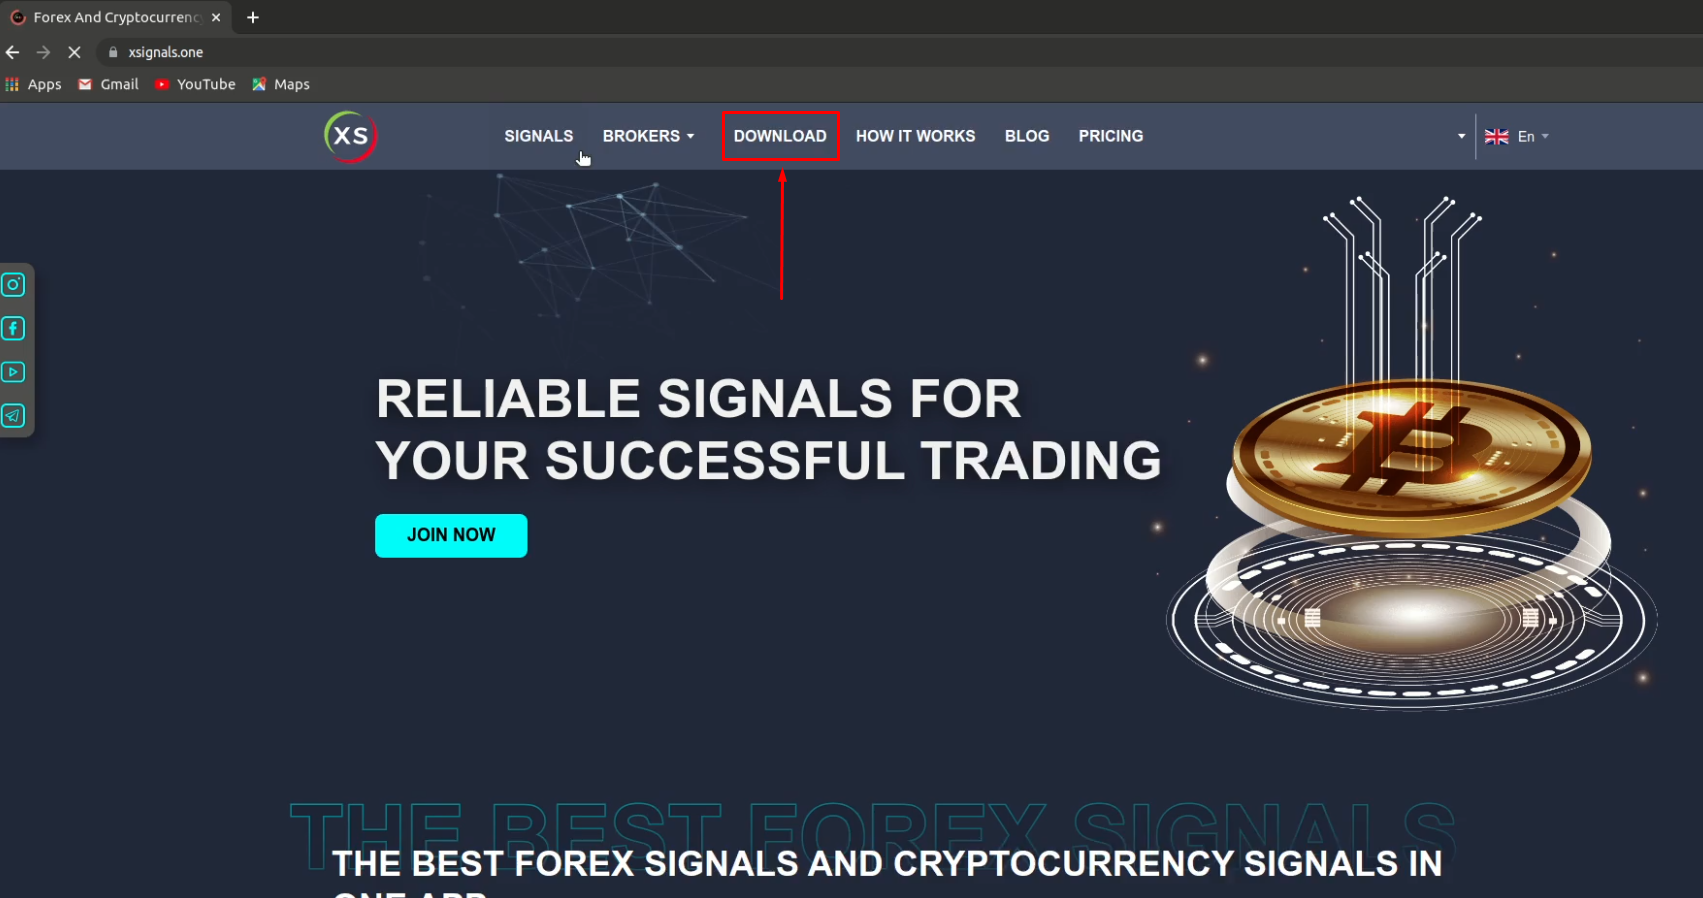 Forex And Cryptocurrenc
xsignals.one
Apps Gmail YouTube Maps
XS SIGNALS BROKERS DOWNLOAD HOW IT WORKS BLOG PRICING En
RELIABLE SIGNALS FOR
YOUR SUCCESSFUL TRADING
JOIN NOW
THE BEST FOREX SIGNALS
THE BEST FOREX SIGNALS AND CRYPTOCURRENCY SIGNALS IN
ONE APP